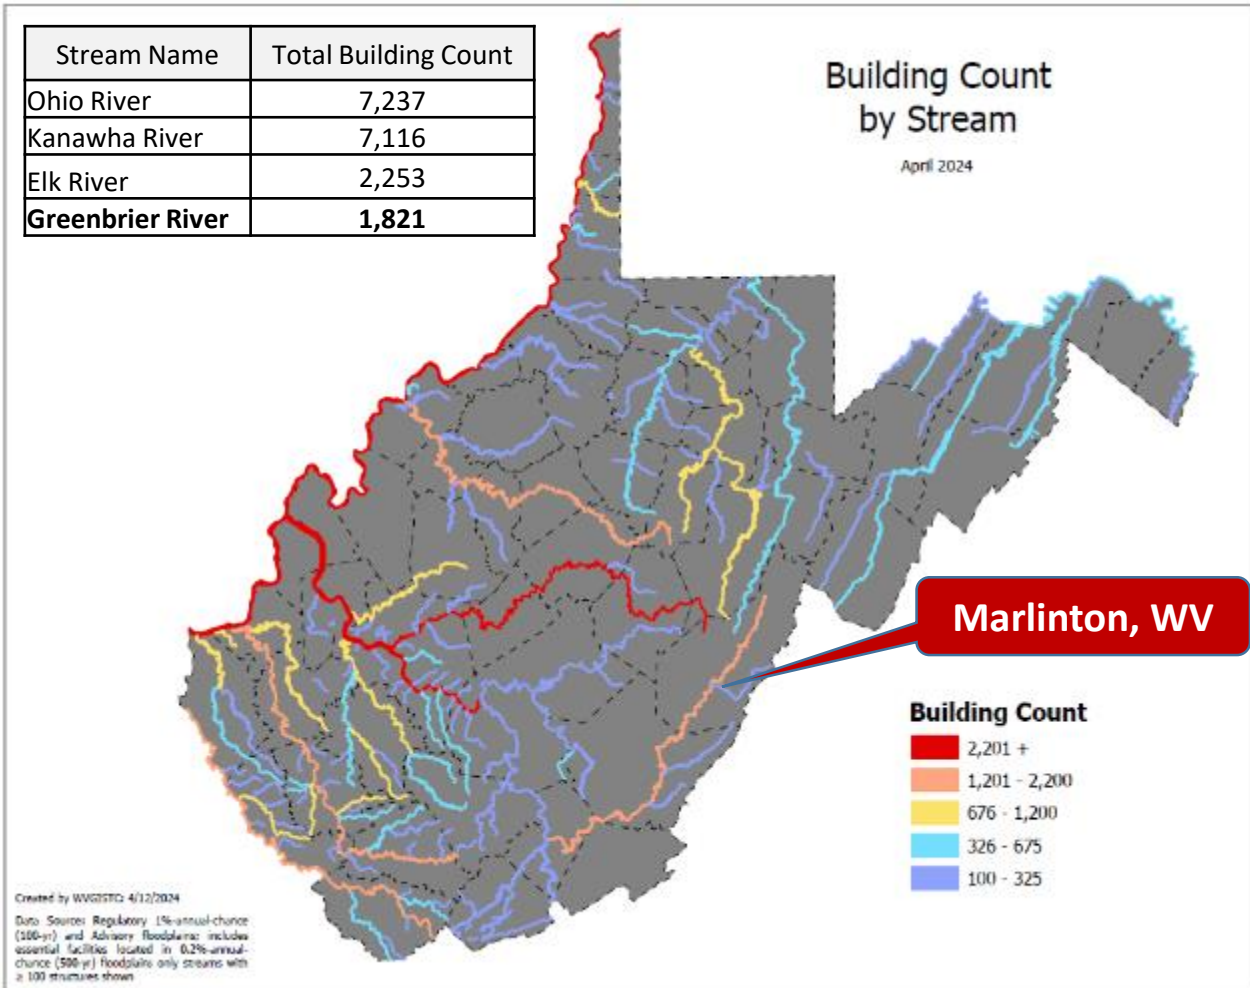 Stream Name Total Building Count
Ohio River 7,237
Kanawha River 7,116
Elk River 2,253
Greenbrier River 1,821
Building Count
by Stream
April 2024
Marlinton, WV
Building Count
2,201 +
1,201 - 2,200
676 - 1,200
326 - 675
100 - 325
Created by WVGISTC: 4/12/2024
Data Source: Regulatory 1%-annual-chance
(100-yr) and Advisory floodplains; includes
essential facilities located in 0.2%-annual-
chance (500-yr) floodplains only streams with
≥ 100 structures shown